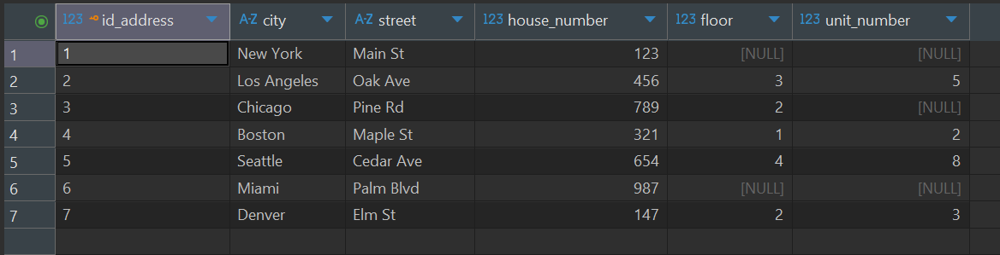 123 id_address A-Z city A-Z street 123 house_number 123 floor 123 unit_number
1 1 New York Main St 123 [NULL] [NULL]
2 2 Los Angeles Oak Ave 456 3 5
3 3 Chicago Pine Rd 789 2 [NULL]
4 4 Boston Maple St 321 1 2
5 5 Seattle Cedar Ave 654 4 8
6 6 Miami Palm Blvd 987 [NULL] [NULL]
7 7 Denver Elm St 147 2 3